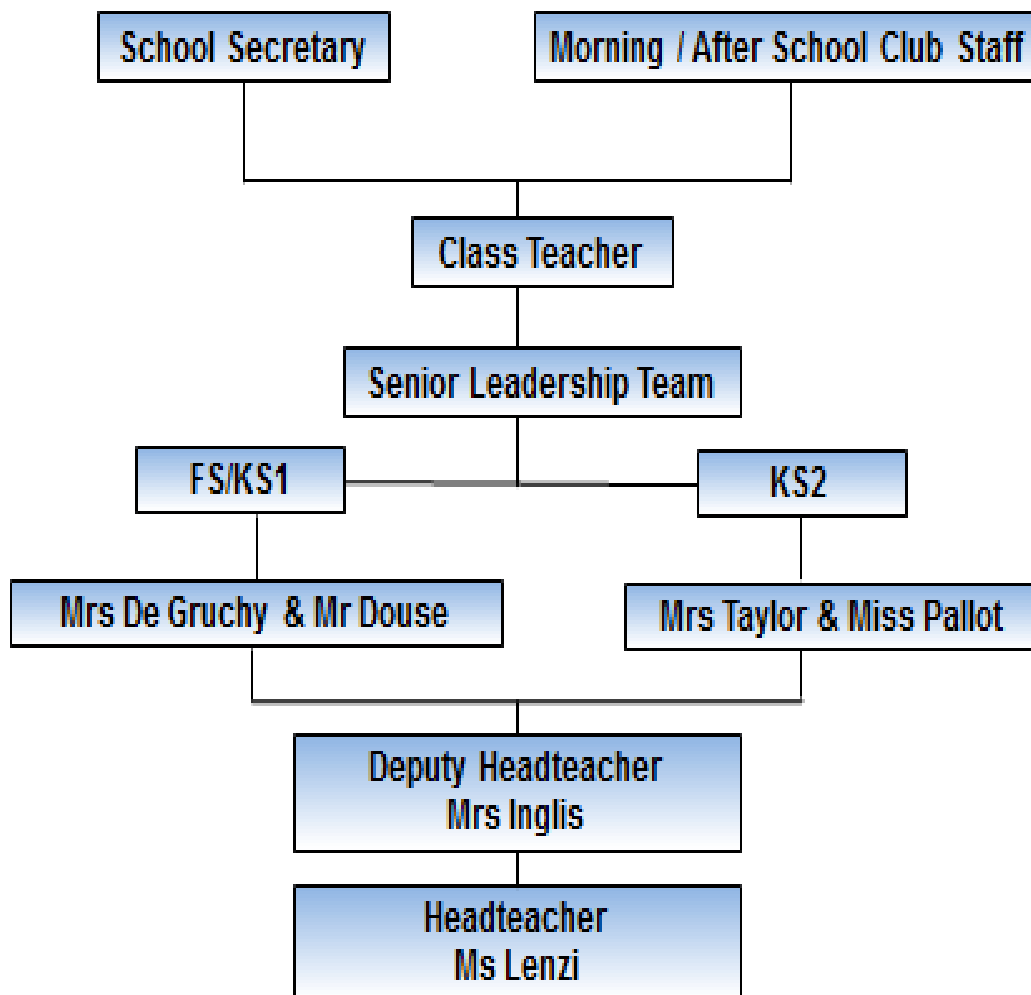 School Secretary
Morning / After School Club Staff
Class Teacher
Senior Leadership Team
FS/KS1
KS2
Mrs De Gruchy & Mr Douse
Mrs Taylor & Miss Pallot
Deputy Headteacher
Mrs Inglis
Headteacher
Ms Lenzi